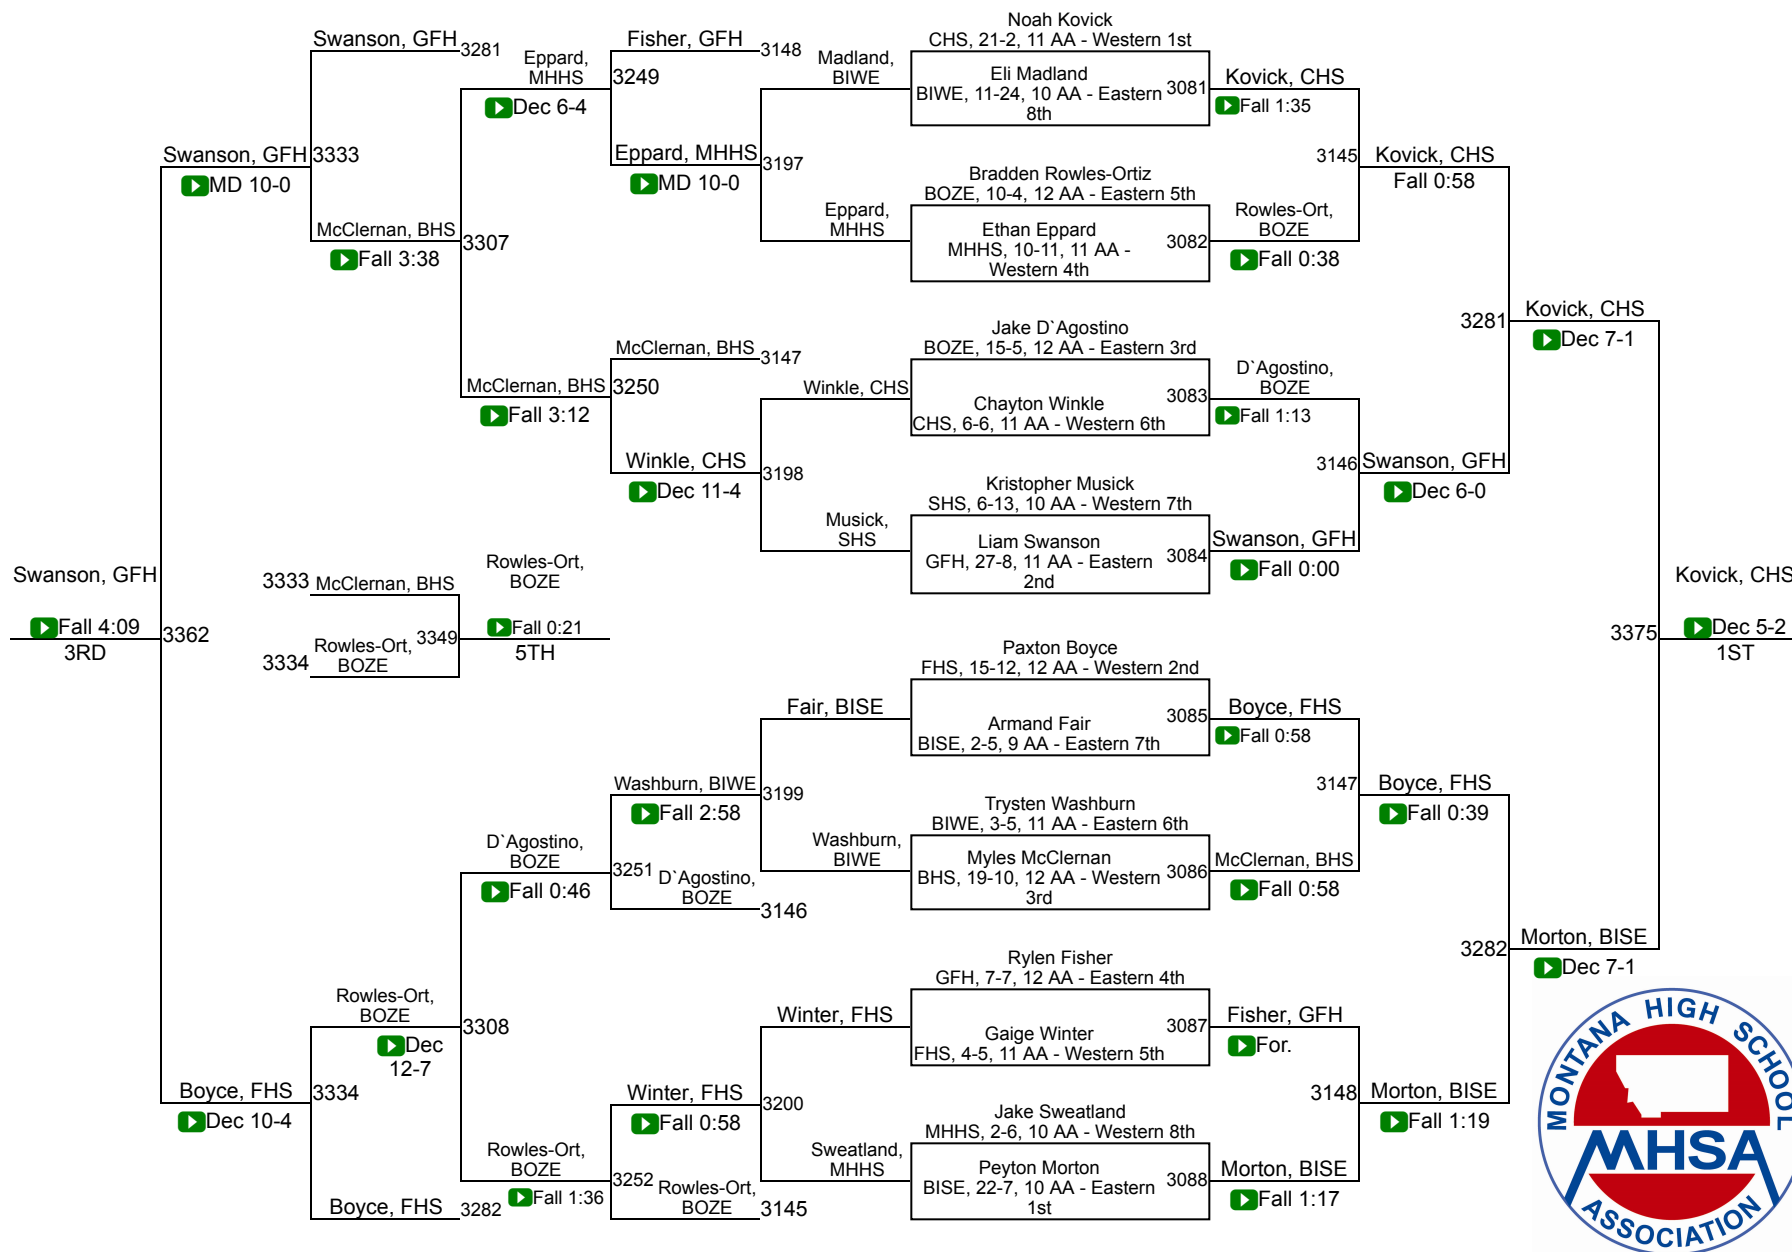 Noah Kovick
CHS, 21-2, 11 AA - Western 1st
Eli Madland
BIWE, 11-24, 10 AA - Eastern
8th
3081
Bradden Rowles-Ortiz
BOZE, 10-4, 12 AA - Eastern 5th
Ethan Eppard
MHHS, 10-11, 11 AA -
Western 4th
3082
Jake D`Agostino
BOZE, 15-5, 12 AA - Eastern 3rd
Chayton Winkle
CHS, 6-6, 11 AA - Western 6th
3083
Kristopher Musick
SHS, 6-13, 10 AA - Western 7th
Liam Swanson
GFH, 27-8, 11 AA - Eastern
2nd
3084
Paxton Boyce
FHS, 15-12, 12 AA - Western 2nd
Armand Fair
BISE, 2-5, 9 AA - Eastern 7th
3085
Trysten Washburn
BIWE, 3-5, 11 AA - Eastern 6th
Myles McClernan
BHS, 19-10, 12 AA - Western
3rd
3086
Rylen Fisher
GFH, 7-7, 12 AA - Eastern 4th
Gaige Winter
FHS, 4-5, 11 AA - Western 5th
3087
Jake Sweatland
MHHS, 2-6, 10 AA - Western 8th
Peyton Morton
BISE, 22-7, 10 AA - Eastern
1st
3088
Kovick, CHS
Fall 1:35
Rowles-Ort,
BOZE
Fall 0:38
D`Agostino,
BOZE
Fall 1:13
Swanson, GFH
Fall 0:00
Boyce, FHS
Fall 0:58
McClernan, BHS
Fall 0:58
Fisher, GFH
For.
Morton, BISE
Fall 1:17
3145
Kovick, CHS
Fall 0:58
3146
Swanson, GFH
Dec 6-0
3147
Boyce, FHS
Fall 0:39
3148
Morton, BISE
Fall 1:19
3281
Kovick, CHS
Dec 7-1
3282
Morton, BISE
Dec 7-1
3375
Kovick, CHS
Dec 5-2
1ST
Madland,
BIWE
Eppard,
MHHS
Winkle, CHS
Musick,
SHS
Fair, BISE
Washburn,
BIWE
Winter, FHS
Sweatland,
MHHS
Fisher, GFH
3148
Eppard, MHHS
3197
MD 10-0
McClernan, BHS
3147
Winkle, CHS
3198
Dec 11-4
Washburn, BIWE
3199
Fall 2:58
D`Agostino,
BOZE
3146
Winter, FHS
3200
Fall 0:58
Rowles-Ort,
BOZE
3145
Eppard,
MHHS
3249
Dec 6-4
McClernan, BHS
3250
Fall 3:12
D`Agostino,
BOZE
3251
Fall 0:46
Rowles-Ort,
BOZE
3252
Fall 1:36
Swanson, GFH
3281
McClernan, BHS
3307
Fall 3:38
Rowles-Ort,
BOZE
3308
Dec
12-7
Boyce, FHS
3282
Swanson, GFH
3333
MD 10-0
Boyce, FHS
3334
Dec 10-4
Swanson, GFH
Fall 4:09
3362
3RD
3333
McClernan, BHS
3334
Rowles-Ort,
BOZE
3349
Rowles-Ort,
BOZE
Fall 0:21
5TH
MONTANA HIGH SCHOOL
MHSA
ASSOCIATION